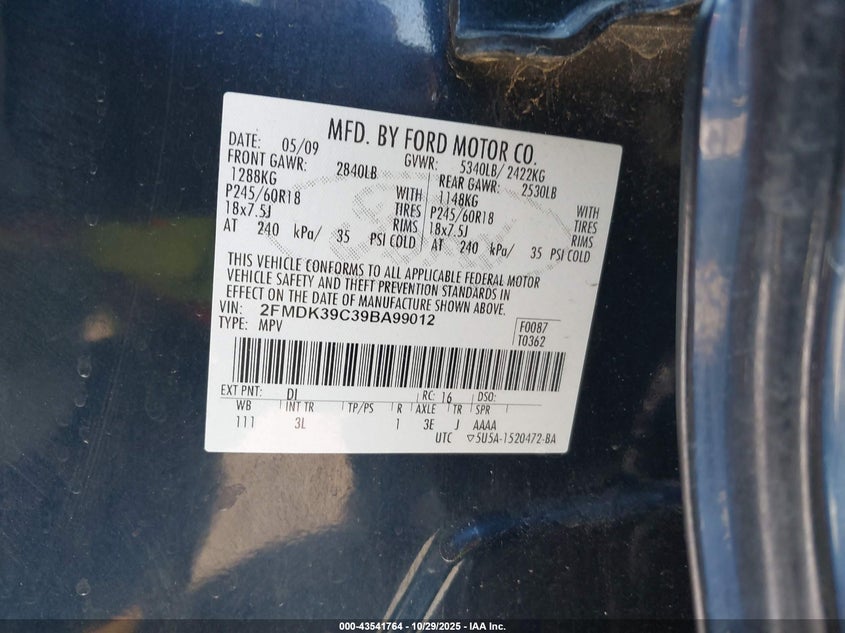 MFD. BY FORD MOTOR CO.
DATE: 05/09 GVWR: 5340LB/ 2422KG
FRONT GAWR: 2840LB REAR GAWR: 2530LB
1288KG WITH 1148KG WITH
P245/60R18 TIRES P245/60R18 TIRES
18x7.5J RIMS 18x7.5J RIMS
AT 240 kPa/ 35 PSI COLD AT 240 kPa/ 35 PSI COLD
THIS VEHICLE CONFORMS TO ALL APPLICABLE FEDERAL MOTOR
VEHICLE SAFETY AND THEFT PREVENTION STANDARDS IN
EFFECT ON THE DATE OF MANUFACTURE SHOWN ABOVE.
VIN: 2FMDK39C39BA99012
TYPE: MPV F0087
T0362
EXT PNT: DI RC: 16 DSO:
WB INT TR TP/PS R AXLE TR SPR
111 3L 1 3E J AAAA
UTC ▽5U5A-1520472-BA
000-43541764 - 10/29/2025 - IAA Inc.